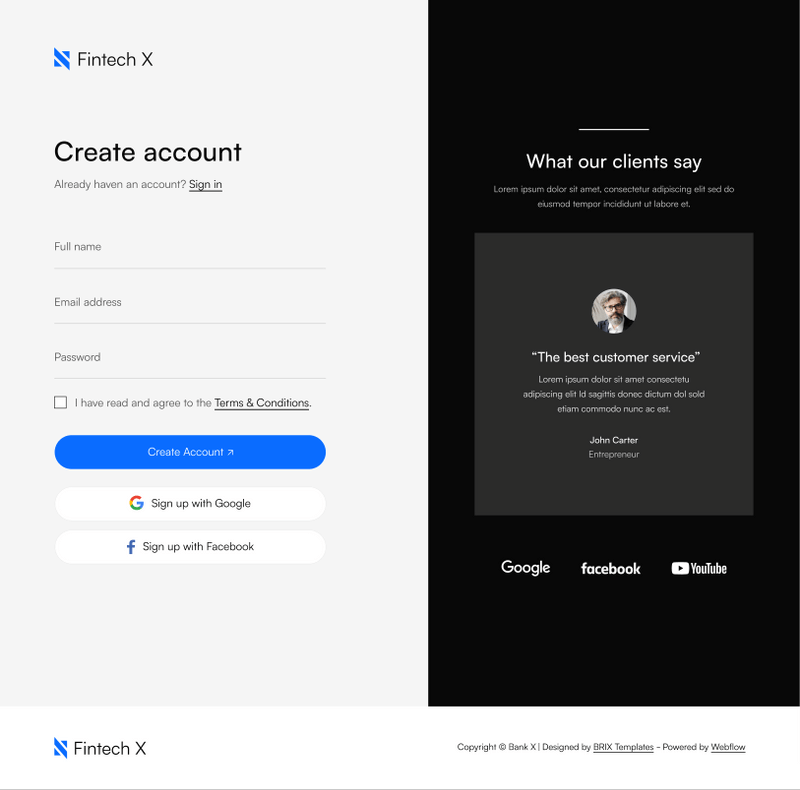 Fintech X
Create account
Already haven an account? Sign in
Full name
Email address
Password
I have read and agree to the Terms & Conditions.
Create Account ↗
Sign up with Google
Sign up with Facebook
What our clients say
Lorem ipsum dolor sit amet, consectetur adipiscing elit sed do
eiusmod tempor incididunt ut labore et.
“The best customer service”
Lorem ipsum dolor sit amet consectetu
adipiscing elit Id sagittis donec dictum dol sold
etiam commodo nunc ac est.
John Carter
Entrepreneur
Google facebook YouTube
Fintech X
Copyright © Bank X | Designed by BRIX Templates - Powered by Webflow